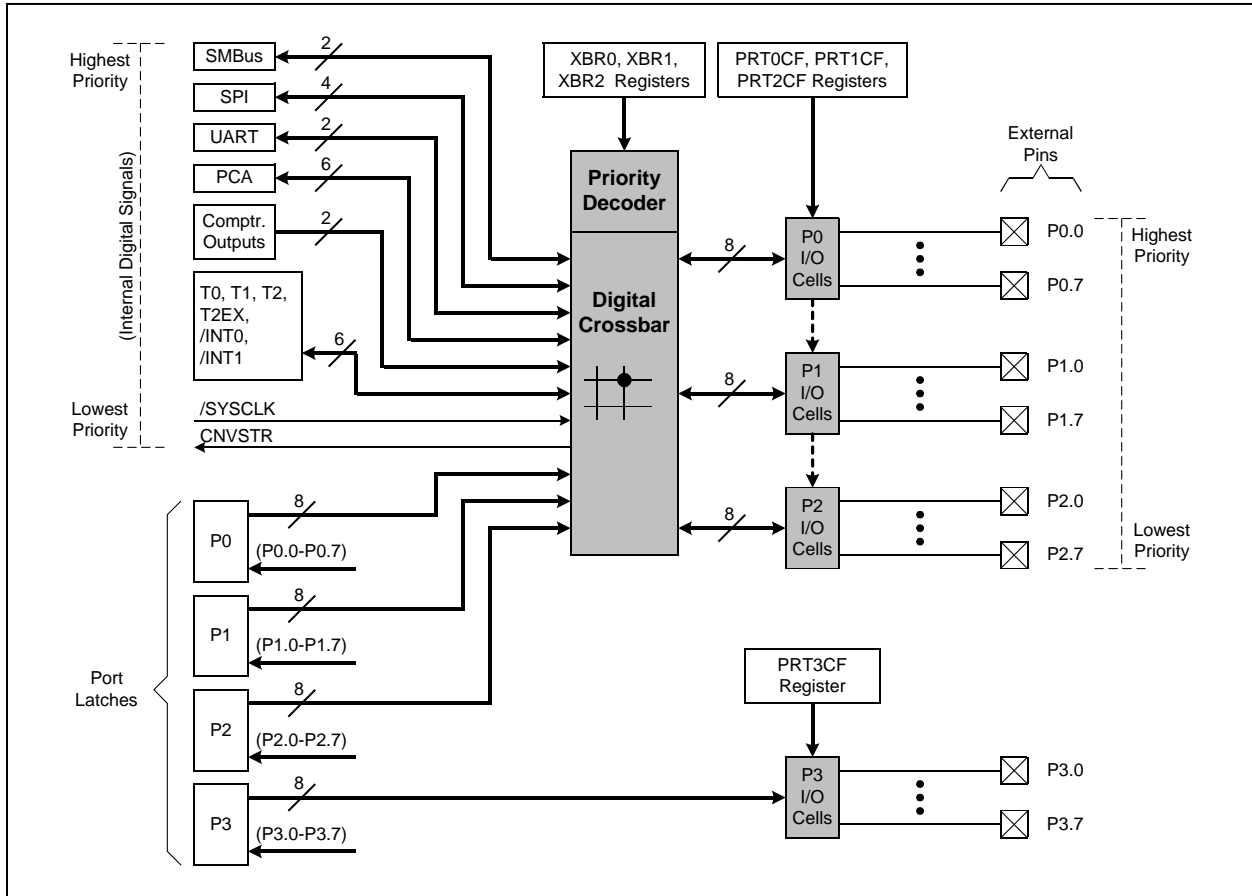 Highest
Priority
(Internal Digital Signals)
Lowest
Priority
SMBus
2
SPI
4
UART
2
PCA
6
Comptr.
Outputs
2
T0, T1, T2,
T2EX,
/INT0,
/INT1
6
/SYSCLK
CNVSTR
XBR0, XBR1,
XBR2 Registers
PRT0CF, PRT1CF,
PRT2CF Registers
Priority
Decoder
Digital
Crossbar
External
Pins
8
P0
I/O
Cells
P0.0
P0.7
Highest
Priority
8
P1
I/O
Cells
P1.0
P1.7
8
P2
I/O
Cells
P2.0
P2.7
Lowest
Priority
Port
Latches
P0
8
(P0.0-P0.7)
P1
8
(P1.0-P1.7)
P2
8
(P2.0-P2.7)
P3
8
(P3.0-P3.7)
PRT3CF
Register
P3
I/O
Cells
P3.0
P3.7